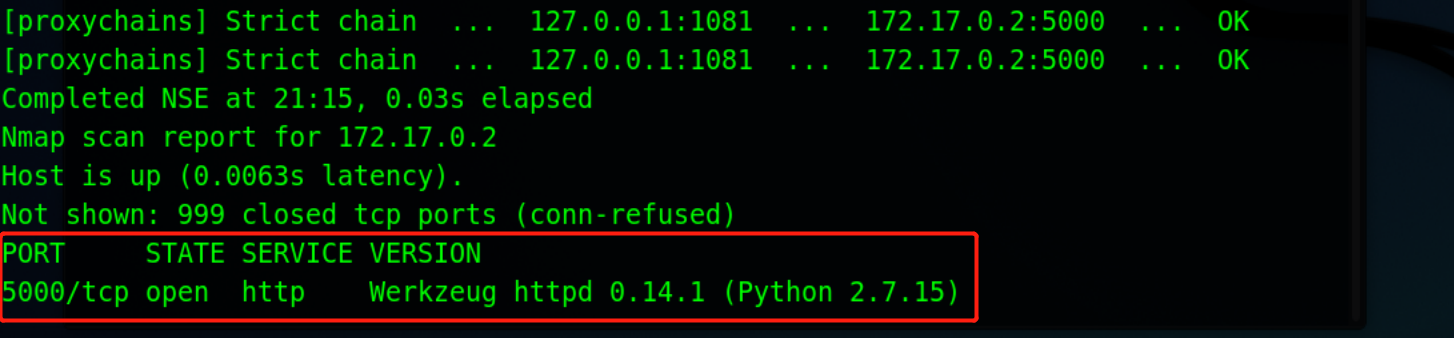 [proxychains] Strict chain  ...  127.0.0.1:1081  ...  172.17.0.2:5000  ...  OK
[proxychains] Strict chain  ...  127.0.0.1:1081  ...  172.17.0.2:5000  ...  OK
Completed NSE at 21:15, 0.03s elapsed
Nmap scan report for 172.17.0.2
Host is up (0.0063s latency).
Not shown: 999 closed tcp ports (conn-refused)
PORT     STATE SERVICE VERSION
5000/tcp open  http    Werkzeug httpd 0.14.1 (Python 2.7.15)